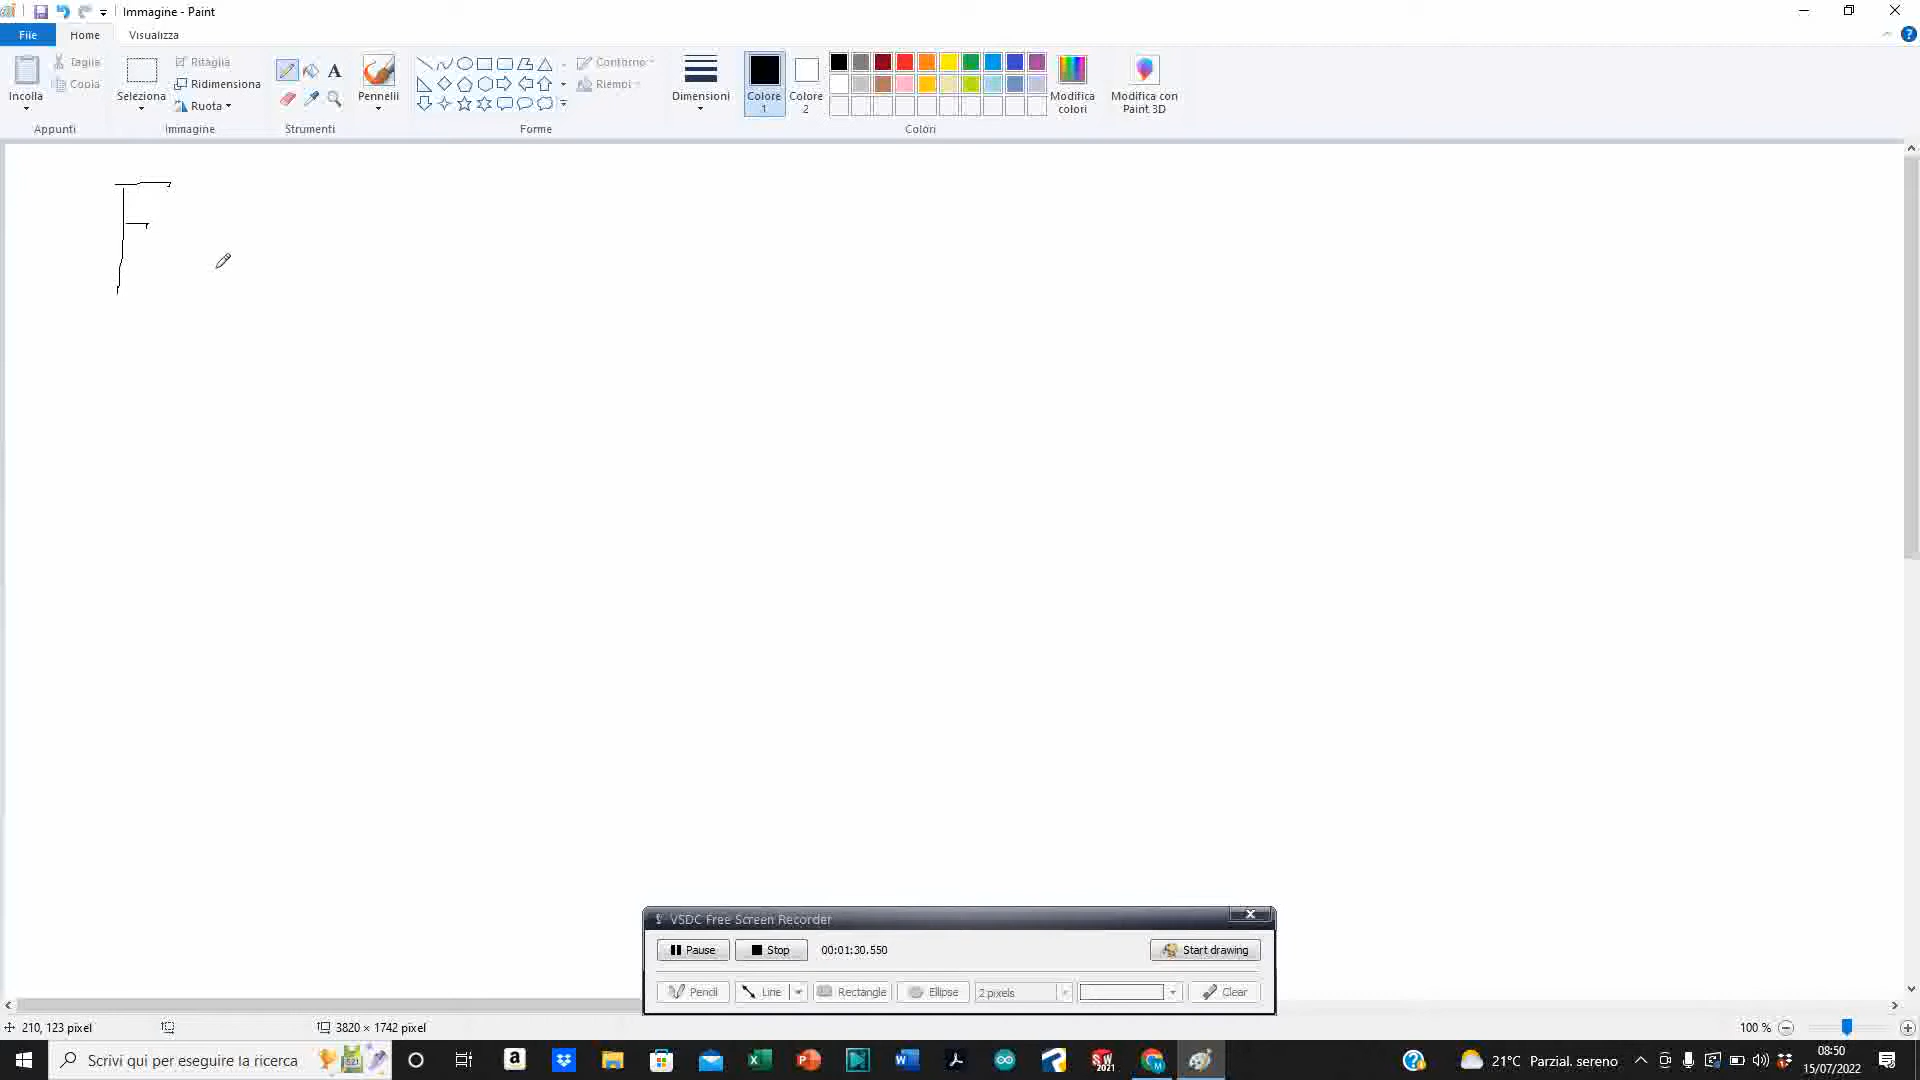 Immagine - Paint
File Home Visualizza
Incolla Taglia Copia Seleziona Ritaglia Ridimensiona Ruota A Pennelli Contorno Riempi Dimensioni Colore 1 Colore 2 Modifica colori Modifica con Paint 3D
Appunti Immagine Strumenti Forme Colori
F
VSDC Free Screen Recorder
Pause Stop 00:01:30.550 Start drawing
Pencil Line Rectangle Ellipse 2 pixels Clear
210, 123 pixel 3820 × 1742 pixel 100 %
Scrivi qui per eseguire la ricerca 21°C Parzial. sereno 08:50
15/07/2022